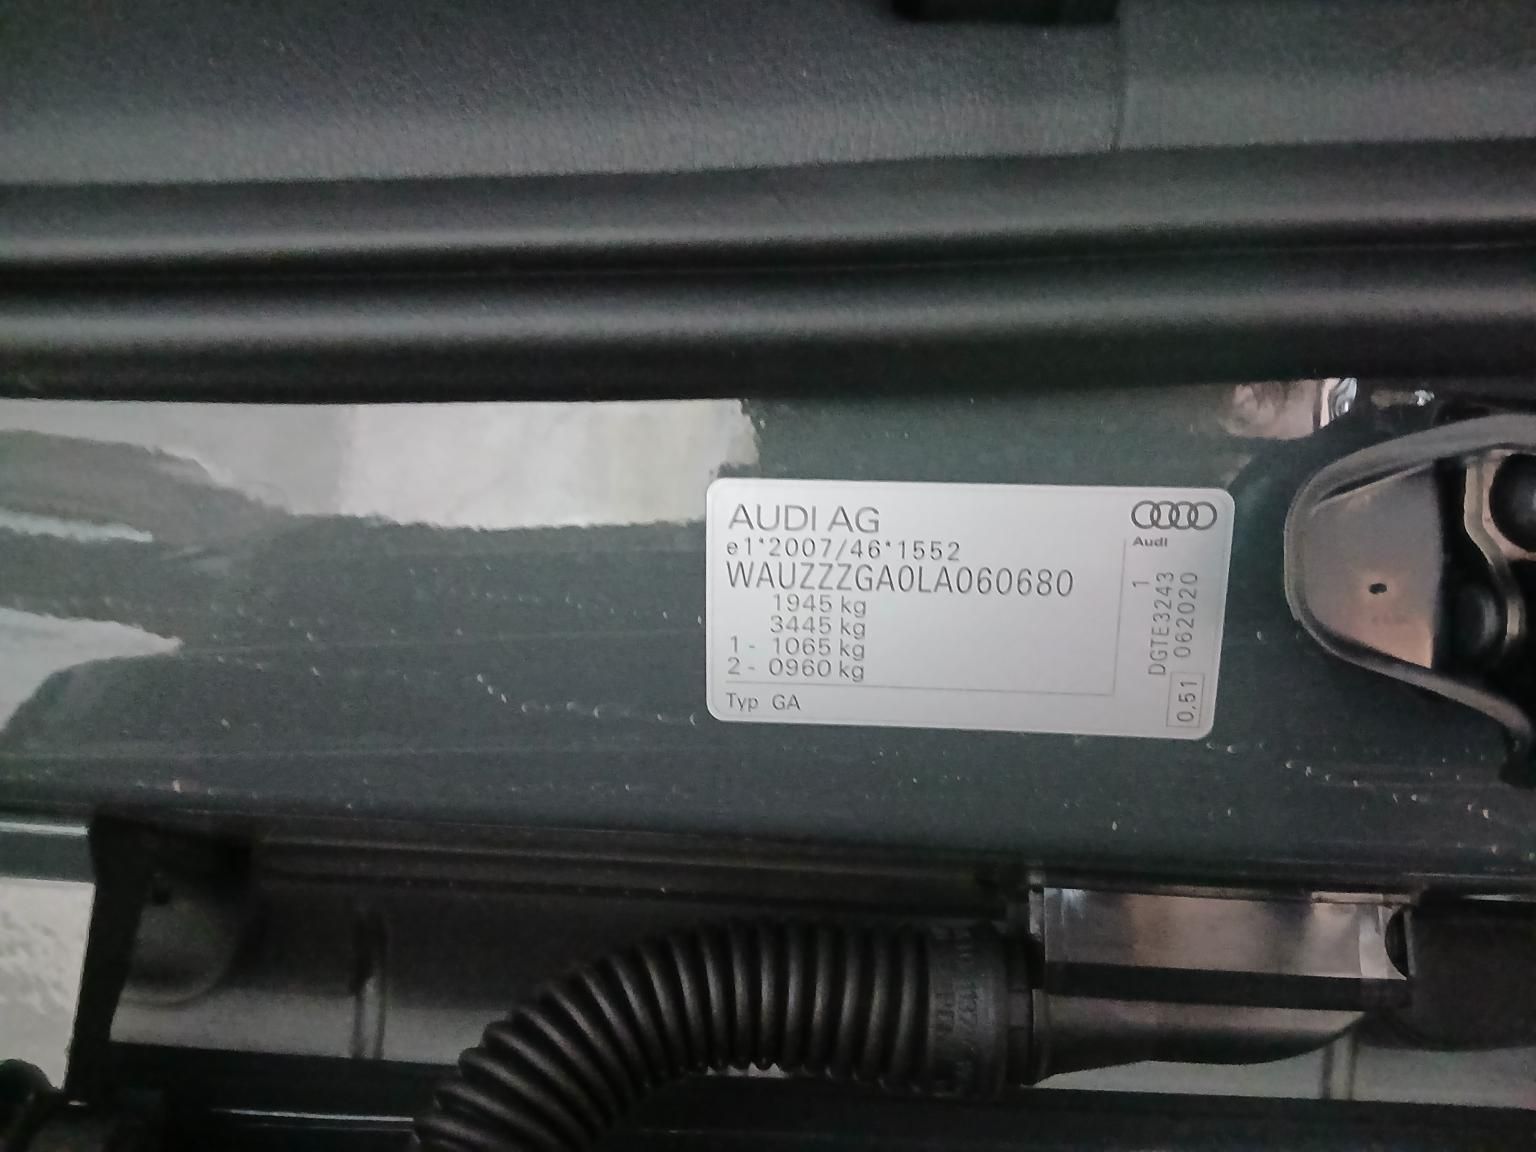 AUDI AG
e1*2007/46*1552
WAUZZZGA0LA060680
1945 kg
3445 kg
1 - 1065 kg
2 - 0960 kg
Typ GA
Audi
1
DGTE3243
062020
0.51